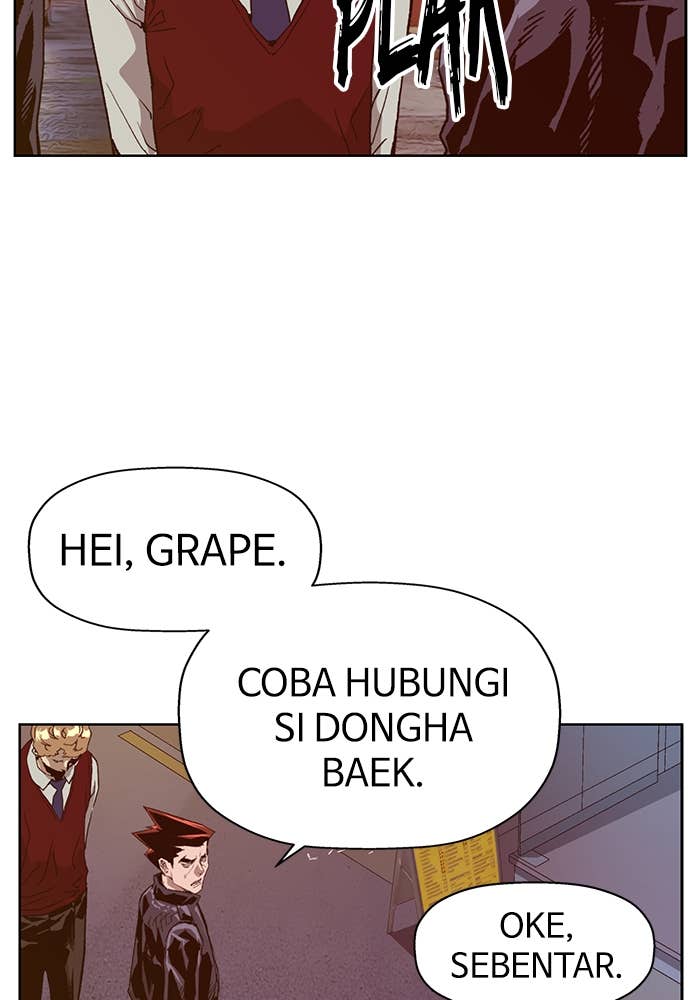 PLAK
HEI, GRAPE.
COBA HUBUNGI
SI DONGHA
BAEK.
OKE,
SEBENTAR.